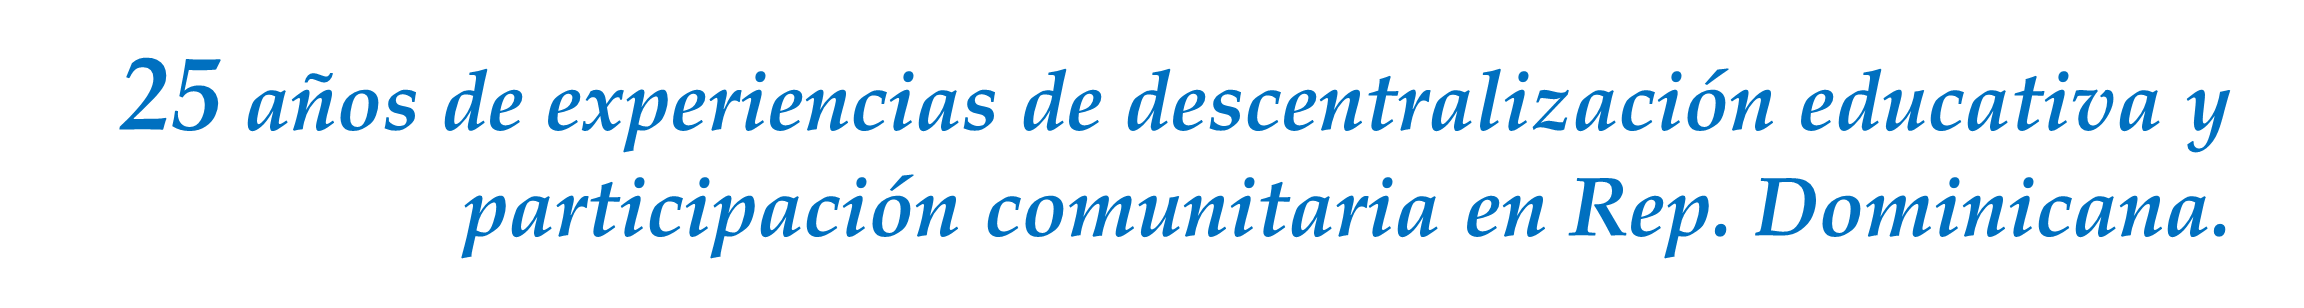 25 años de experiencias de descentralización educativa y
participación comunitaria en Rep. Dominicana.